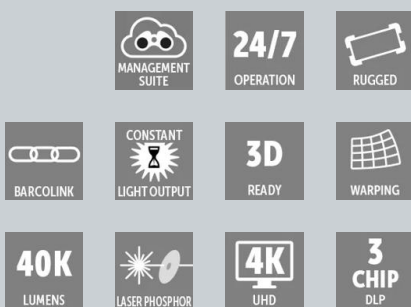 MANAGEMENT
SUITE
24/7
OPERATION
RUGGED
BARCOLINK
CONSTANT
LIGHT OUTPUT
3D
READY
WARPING
40K
LUMENS
LASER PHOSPHOR
4K
UHD
3
CHIP
DLP